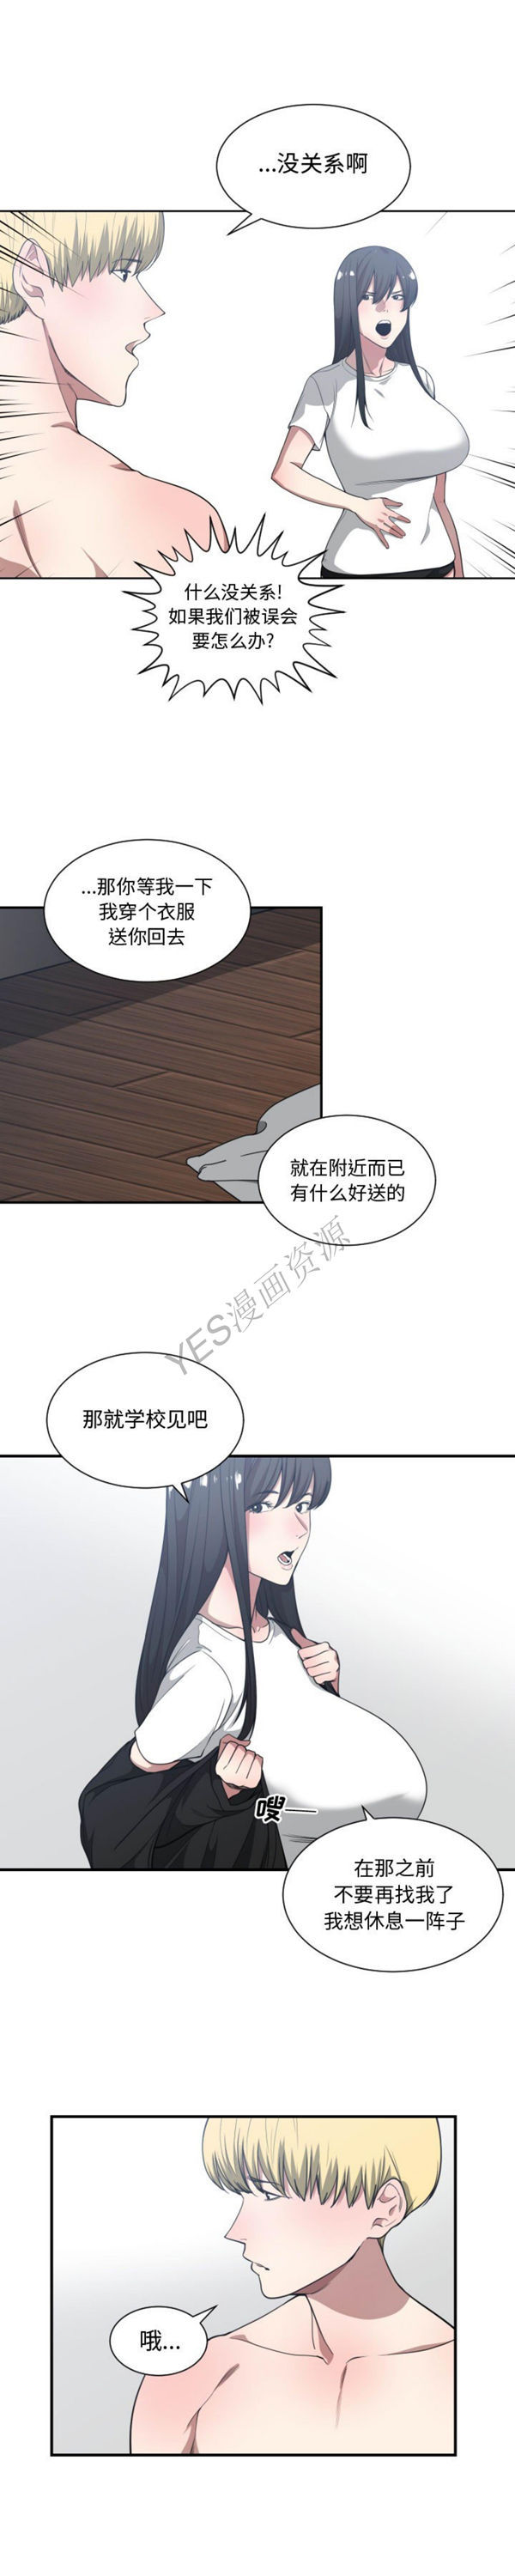 ...没关系啊
什么没关系!
如果我们被误会
要怎么办?
...那你等我一下
我穿个衣服
送你回去
就在附近而已
有什么好送的
YES漫画资源
那就学校见吧
嗖—
在那之前
不要再找我了
我想休息一阵子
哦...